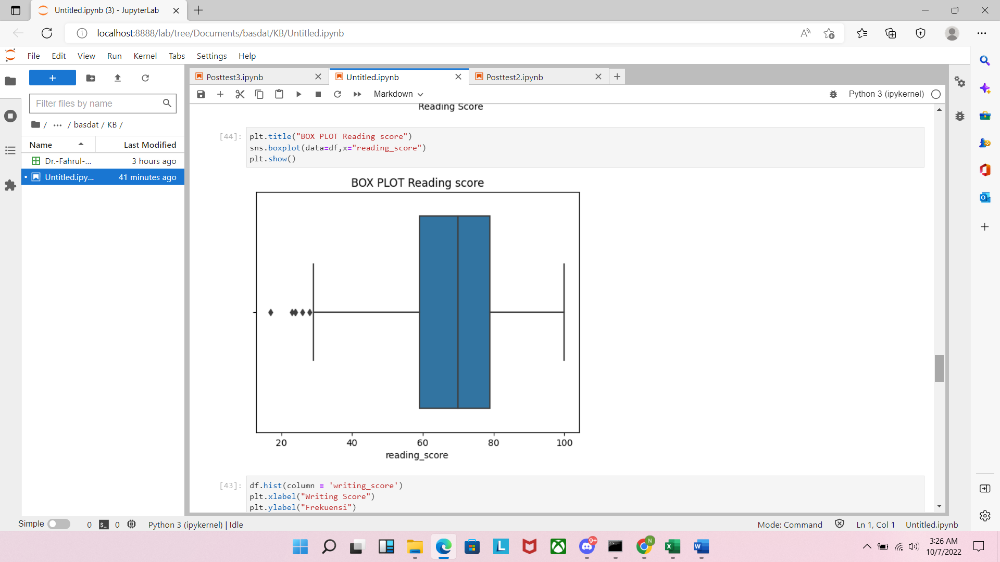 Untitled.ipynb (3) - JupyterLab
localhost:8888/lab/tree/Documents/basdat/KB/Untitled.ipynb
File Edit View Run Kernel Tabs Settings Help
Posttest3.ipynb Untitled.ipynb Posttest2.ipynb
Markdown Python 3 (ipykernel)
Filter files by name
/ ... / basdat / KB /
Name Last Modified
Dr.-Fahrul-... 3 hours ago
Untitled.ipy... 41 minutes ago
Reading Score
[44]: plt.title("BOX PLOT Reading score")
sns.boxplot(data=df,x="reading_score")
plt.show()
BOX PLOT Reading score
20 40 60 80 100
reading_score
[43]: df.hist(column = 'writing_score')
plt.xlabel("Writing Score")
plt.ylabel("Frekuensi")
Simple 0 $_ 0 Python 3 (ipykernel) | Idle Mode: Command Ln 1, Col 1 Untitled.ipynb
9+ N
3:26 AM
10/7/2022